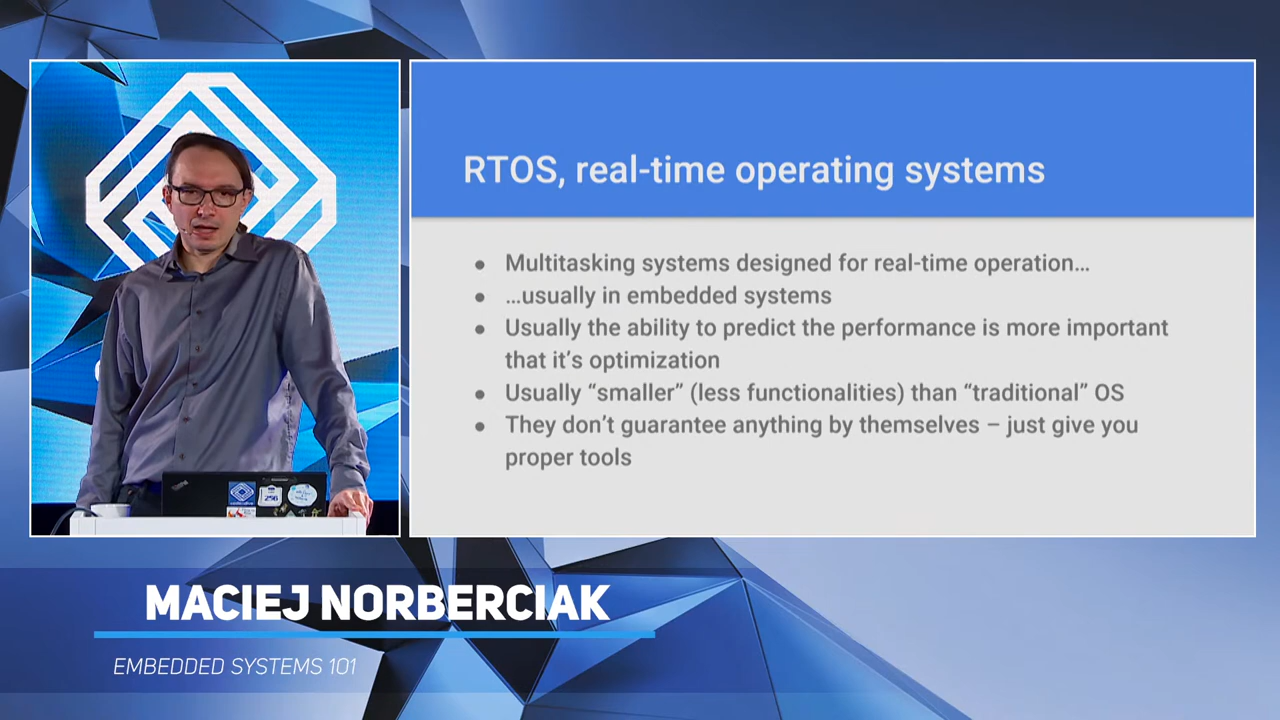 RTOS, real-time operating systems
● Multitasking systems designed for real-time operation…
● …usually in embedded systems
● Usually the ability to predict the performance is more important
that it's optimization
● Usually “smaller” (less functionalities) than “traditional” OS
● They don't guarantee anything by themselves – just give you
proper tools
MACIEJ NORBERCIAK
EMBEDDED SYSTEMS 101